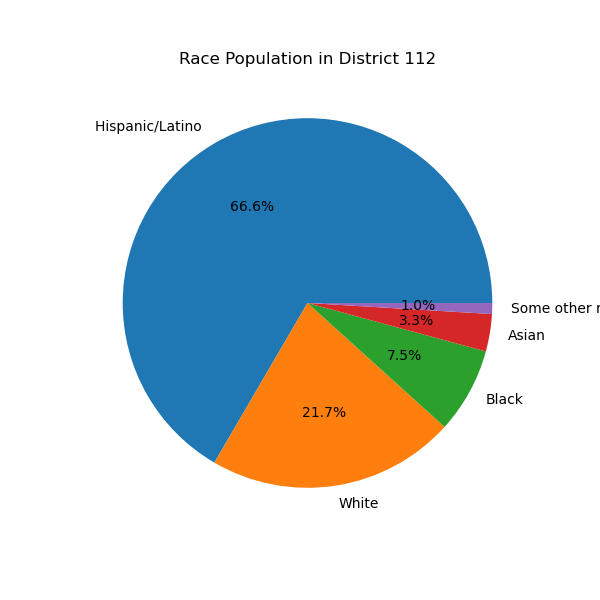 Race Population in District 112
Hispanic/Latino
66.6%
1.0%
Some other
3.3%
Asian
7.5%
Black
21.7%
White